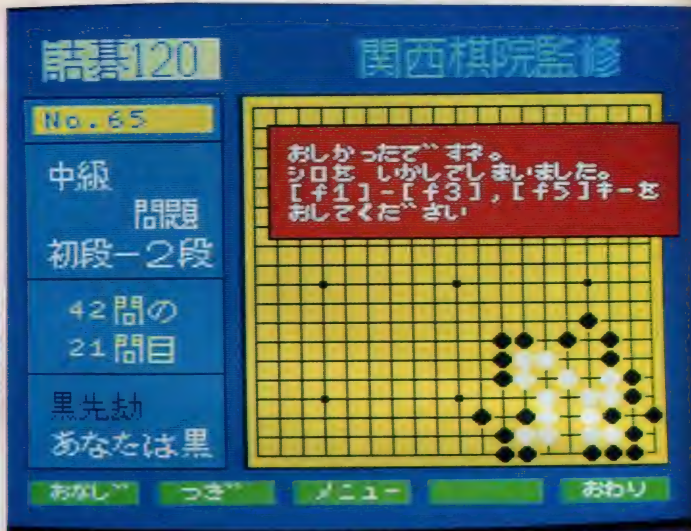 詰碁120
関西棋院監修
No.65
中級
問題
初段－2段
42問の
21問目
黒先劫
あなたは黒
おしかったですネ。
シロを いかしてしまいました。
[f1]-[f3],[f5]キーを
おしてください
おなじ
つぎ
メニュー
おわり